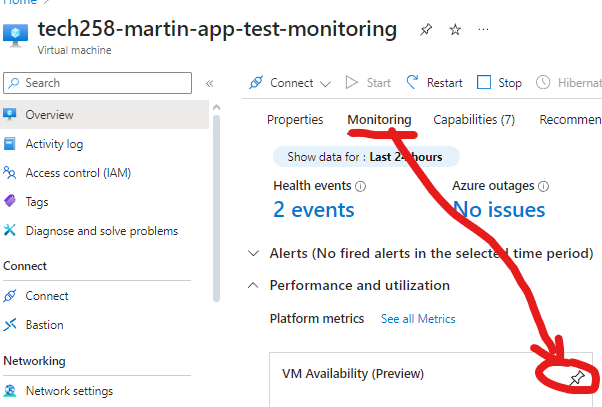 Home
tech258-martin-app-test-monitoring
Virtual machine
Search
Connect
Start
Restart
Stop
Hibernat
Overview
Properties
Monitoring
Capabilities (7)
Recommen
Activity log
Show data for : Last 24 hours
Access control (IAM)
Health events
Azure outages
Tags
2 events
No issues
Diagnose and solve problems
Alerts (No fired alerts in the selected time period)
Connect
Performance and utilization
Connect
Platform metrics
See all Metrics
Bastion
Networking
VM Availability (Preview)
Network settings